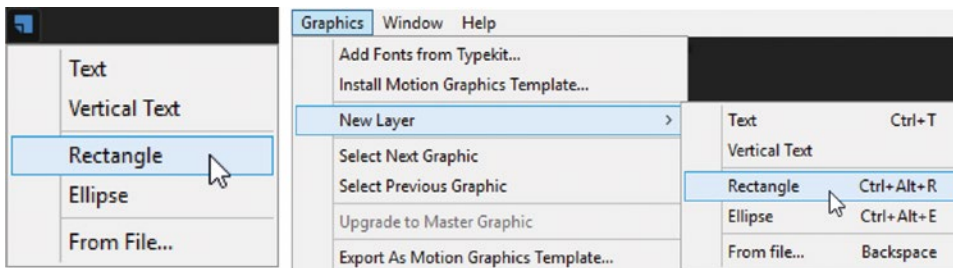 Text
Vertical Text
Rectangle
Ellipse
From File...
Graphics Window Help
Add Fonts from Typekit...
Install Motion Graphics Template...
New Layer >
Select Next Graphic
Select Previous Graphic
Upgrade to Master Graphic
Export As Motion Graphics Template...
Text Ctrl+T
Vertical Text
Rectangle Ctrl+Alt+R
Ellipse Ctrl+Alt+E
From file... Backspace